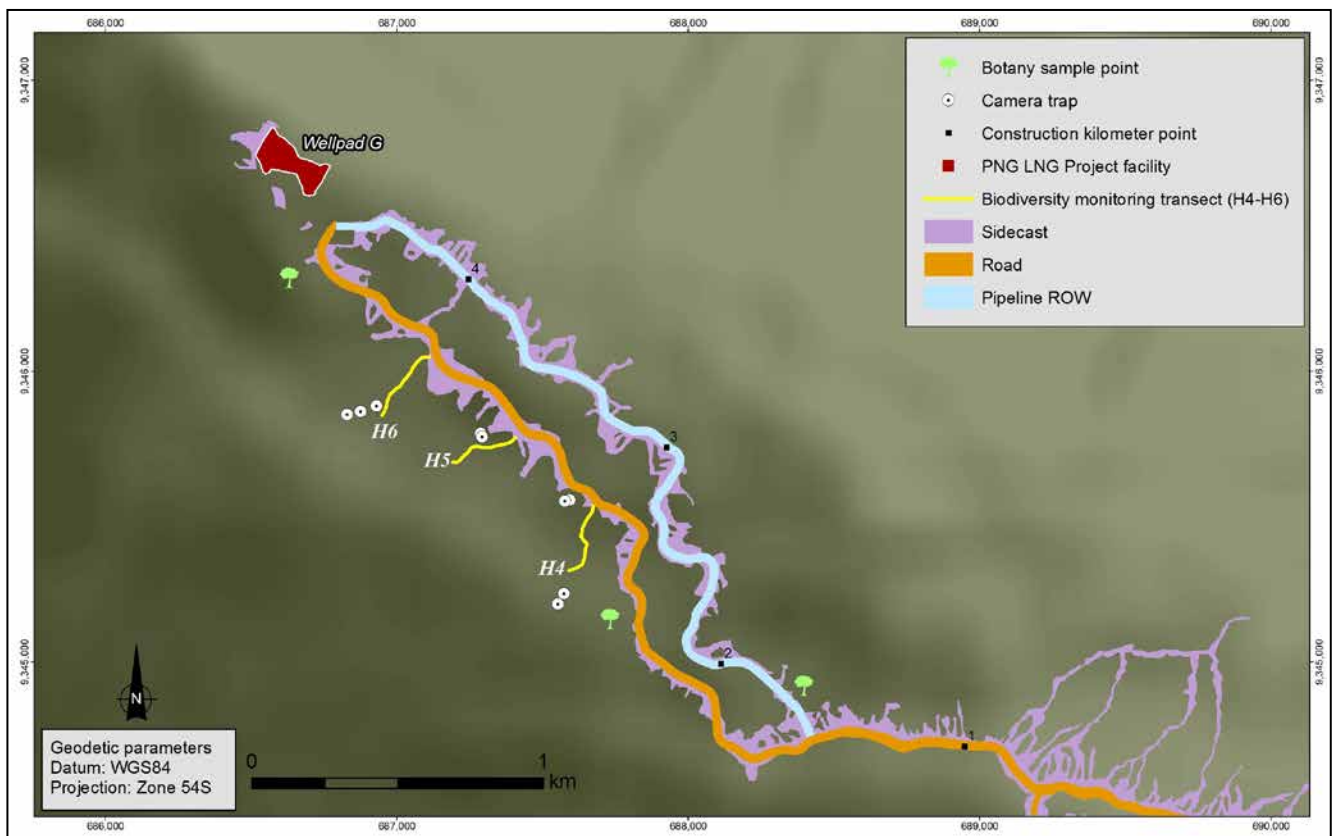 686,000
687,000
688,000
689,000
690,000
9,347,000
9,347,000
Botany sample point
Camera trap
Construction kilometer point
PNG LNG Project facility
Biodiversity monitoring transect (H4-H6)
Sidecast
Road
Pipeline ROW
Wellpad G
4
9,346,000
9,346,000
H6
3
H5
H4
2
9,345,000
9,345,000
1
N
Geodetic parameters
Datum: WGS84
Projection: Zone 54S
0
1
km
686,000
687,000
688,000
689,000
690,000